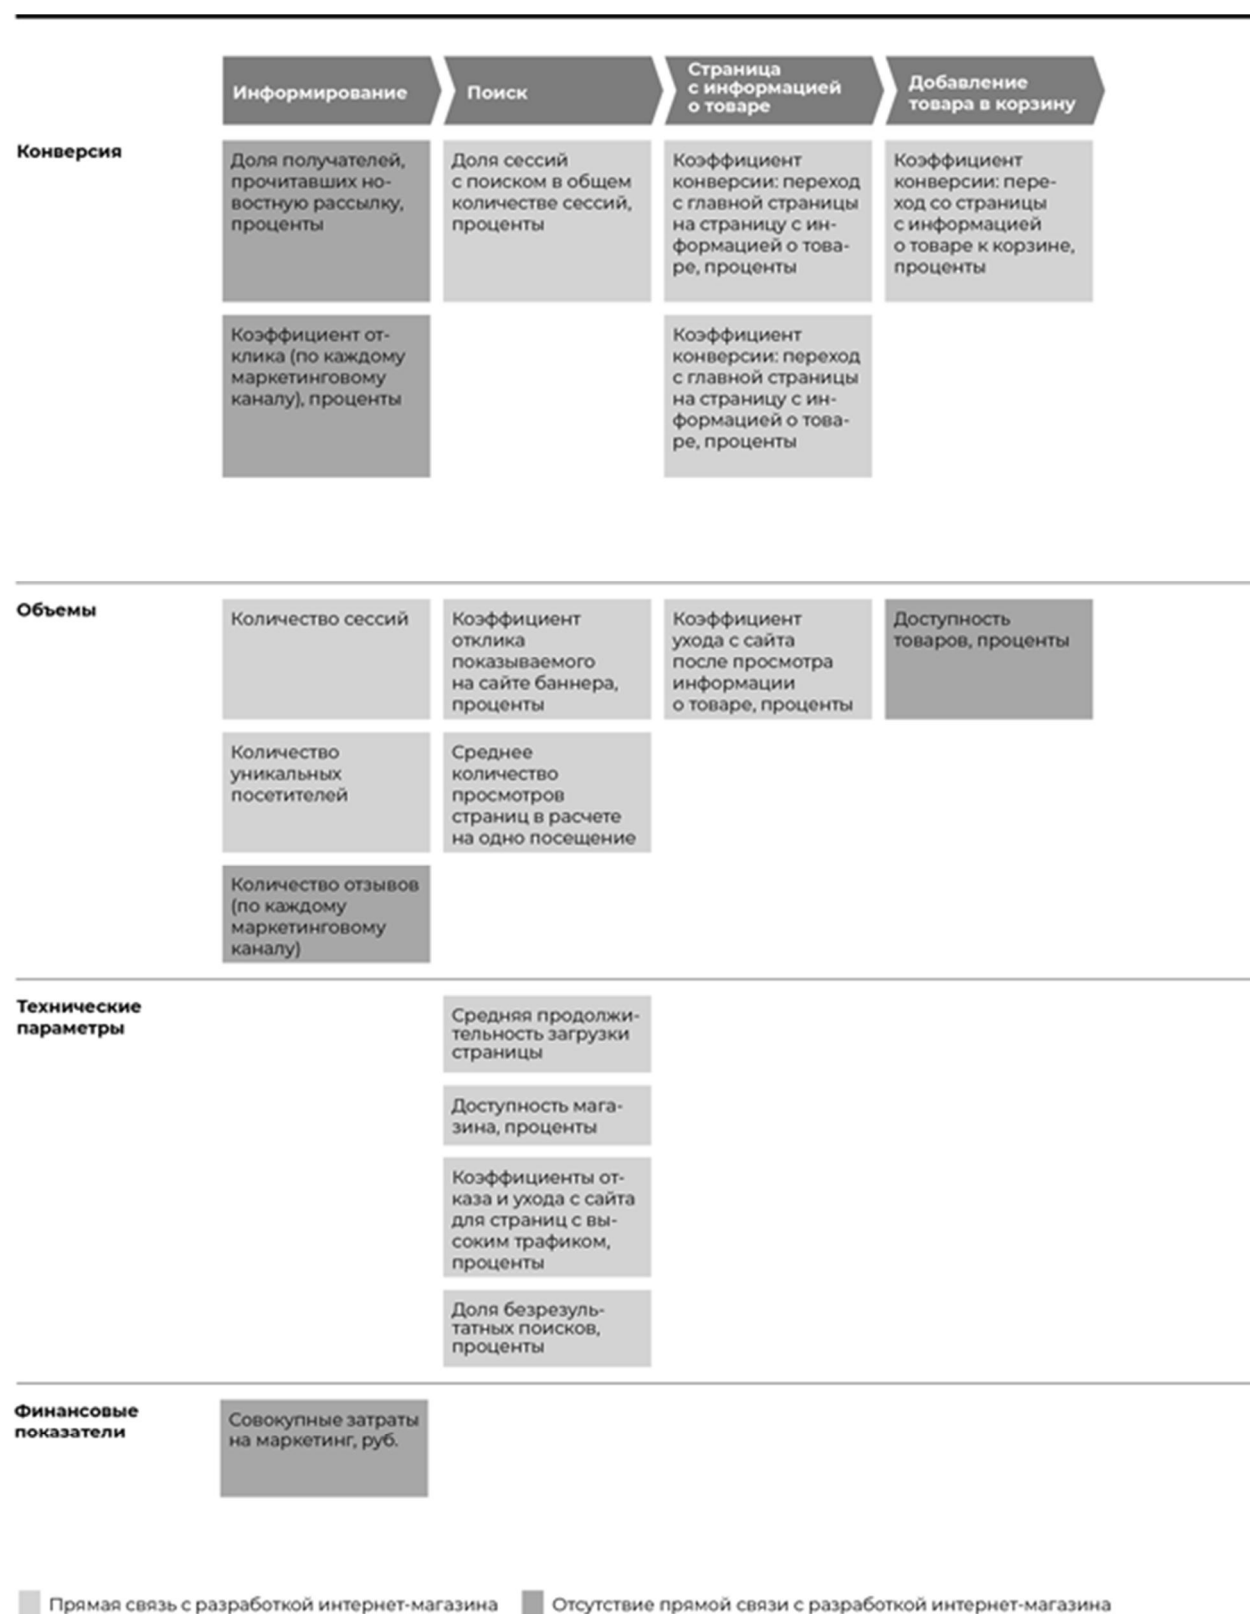 Информирование
Поиск
Страница
с информацией
о товаре
Добавление
товара в корзину
Конверсия
Доля получателей,
прочитавших но-
востную рассылку,
проценты
Доля сессий
с поиском в общем
количестве сессий,
проценты
Коэффициент
конверсии: переход
с главной страницы
на страницу с ин-
формацией о това-
ре, проценты
Коэффициент
конверсии: пере-
ход со страницы
с информацией
о товаре к корзине,
проценты
Коэффициент от-
клика (по каждому
маркетинговому
каналу), проценты
Коэффициент
конверсии: переход
с главной страницы
на страницу с ин-
формацией о това-
ре, проценты
Объемы
Количество сессий
Коэффициент
отклика
показываемого
на сайте баннера,
проценты
Коэффициент
ухода с сайта
после просмотра
информации
о товаре, проценты
Доступность
товаров, проценты
Количество
уникальных
посетителей
Среднее
количество
просмотров
страниц в расчете
на одно посещение
Количество отзывов
(по каждому
маркетинговому
каналу)
Технические
параметры
Средняя продолжи-
тельность загрузки
страницы
Доступность мага-
зина, проценты
Коэффициенты от-
каза и ухода с сайта
для страниц с вы-
соким трафиком,
проценты
Доля безрезуль-
татных поисков,
проценты
Финансовые
показатели
Совокупные затраты
на маркетинг, руб.
Прямая связь с разработкой интернет-магазина
Отсутствие прямой связи с разработкой интернет-магазина